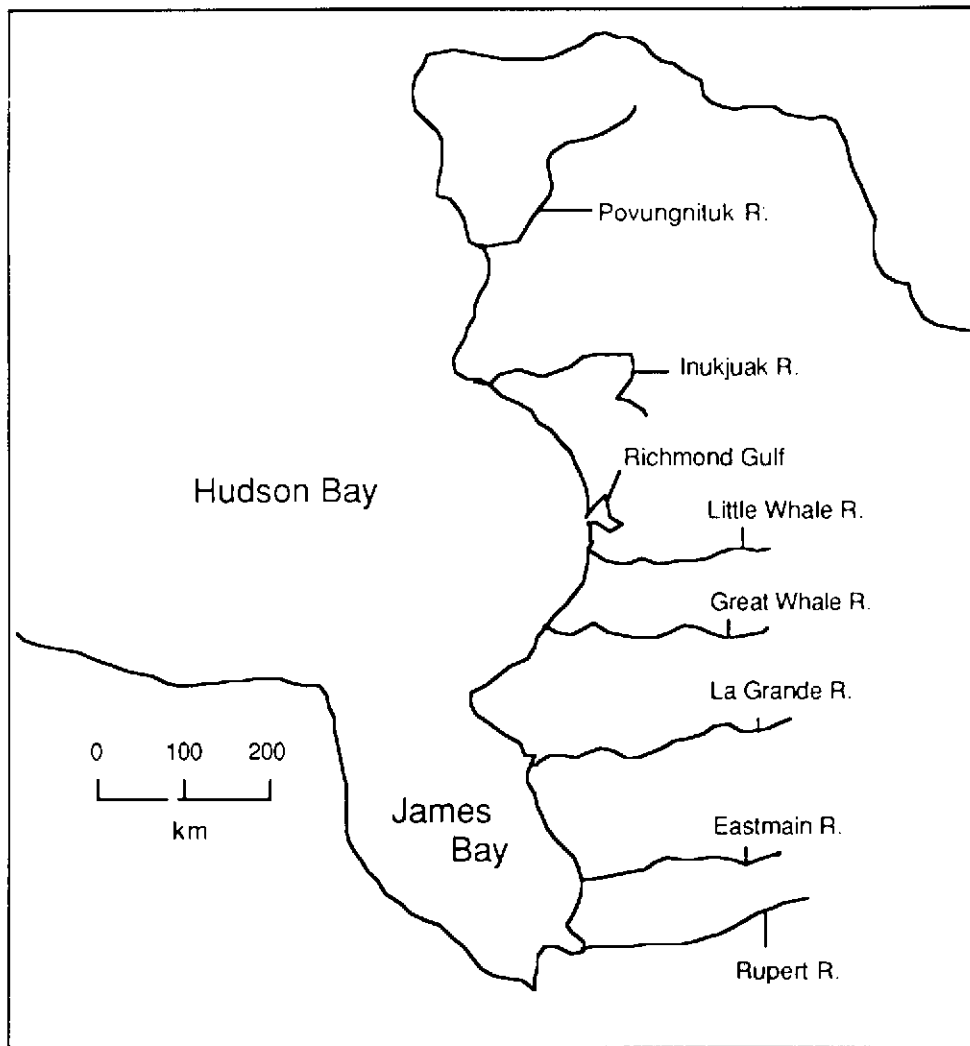 Povungnituk R.
Inukjuak R.
Richmond Gulf
Hudson Bay
Little Whale R.
Great Whale R.
La Grande R.
0 100 200
km
James
Bay
Eastmain R.
Rupert R.